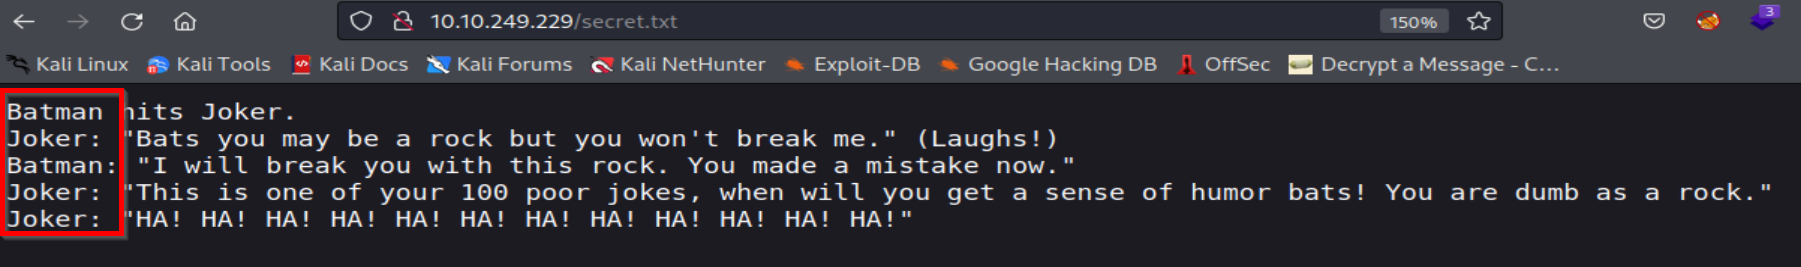 10.10.249.229/secret.txt
150%
3
Kali Linux
Kali Tools
Kali Docs
Kali Forums
Kali NetHunter
Exploit-DB
Google Hacking DB
OffSec
Decrypt a Message - C...
Batman hits Joker.
Joker: "Bats you may be a rock but you won't break me." (Laughs!)
Batman: "I will break you with this rock. You made a mistake now."
Joker: "This is one of your 100 poor jokes, when will you get a sense of humor bats! You are dumb as a rock."
Joker: "HA! HA! HA! HA! HA! HA! HA! HA! HA! HA! HA! HA!"